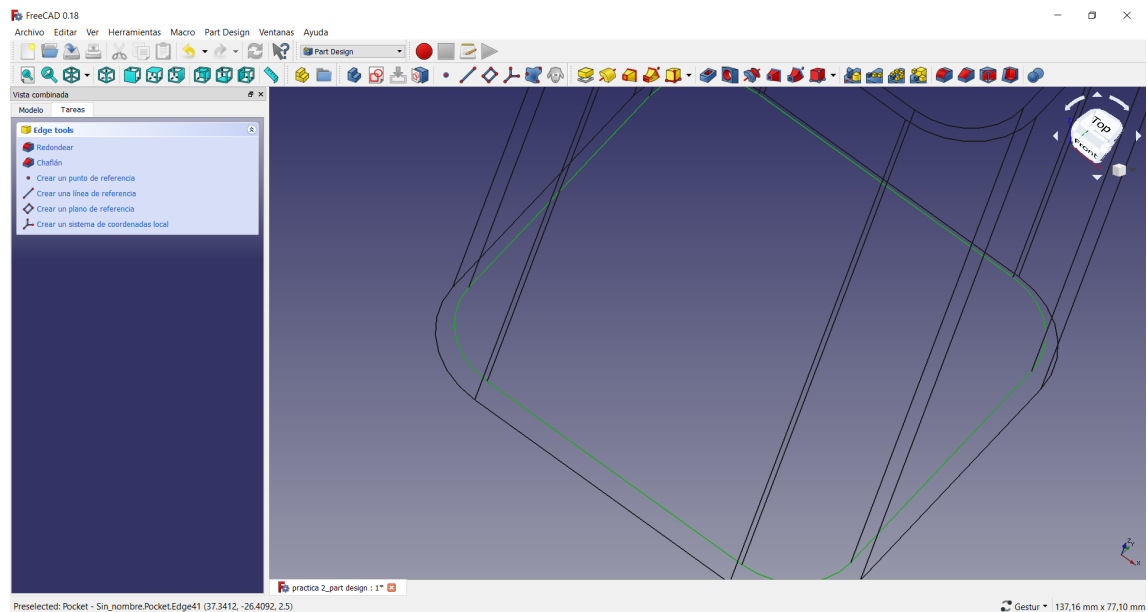 FreeCAD 0.18
Archivo Editar Ver Herramientas Macro Part Design Ventanas Ayuda
Part Design
Vista combinada
Modelo Tareas
Edge tools
Redondear
Chaflán
Crear un punto de referencia
Crear una línea de referencia
Crear un plano de referencia
Crear un sistema de coordenadas local
Top
Front
Z
Y
X
practica 2_part design : 1*
Preselected: Pocket - Sin_nombre.Pocket.Edge41 (37.3412, -26.4092, 2.5)
Gestur 137,16 mm x 77,10 mm